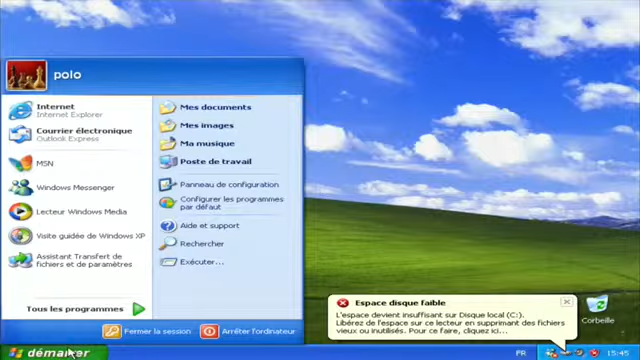 polo
Internet
Internet Explorer
Courrier électronique
Outlook Express
MSN
Windows Messenger
Lecteur Windows Media
Visite guidée de Windows XP
Assistant Transfert de
fichiers et de paramètres
Tous les programmes
Mes documents
Mes images
Ma musique
Poste de travail
Panneau de configuration
Configurer les programmes
par défaut
Aide et support
Rechercher
Exécuter...
Fermer la session
Arrêter l'ordinateur
Corbeille
Espace disque faible
L'espace devient insuffisant sur Disque local (C:).
Libérez de l'espace sur ce lecteur en supprimant des fichiers
vieux ou inutilisés. Pour ce faire, cliquez ici...
démarrer
FR
15:45